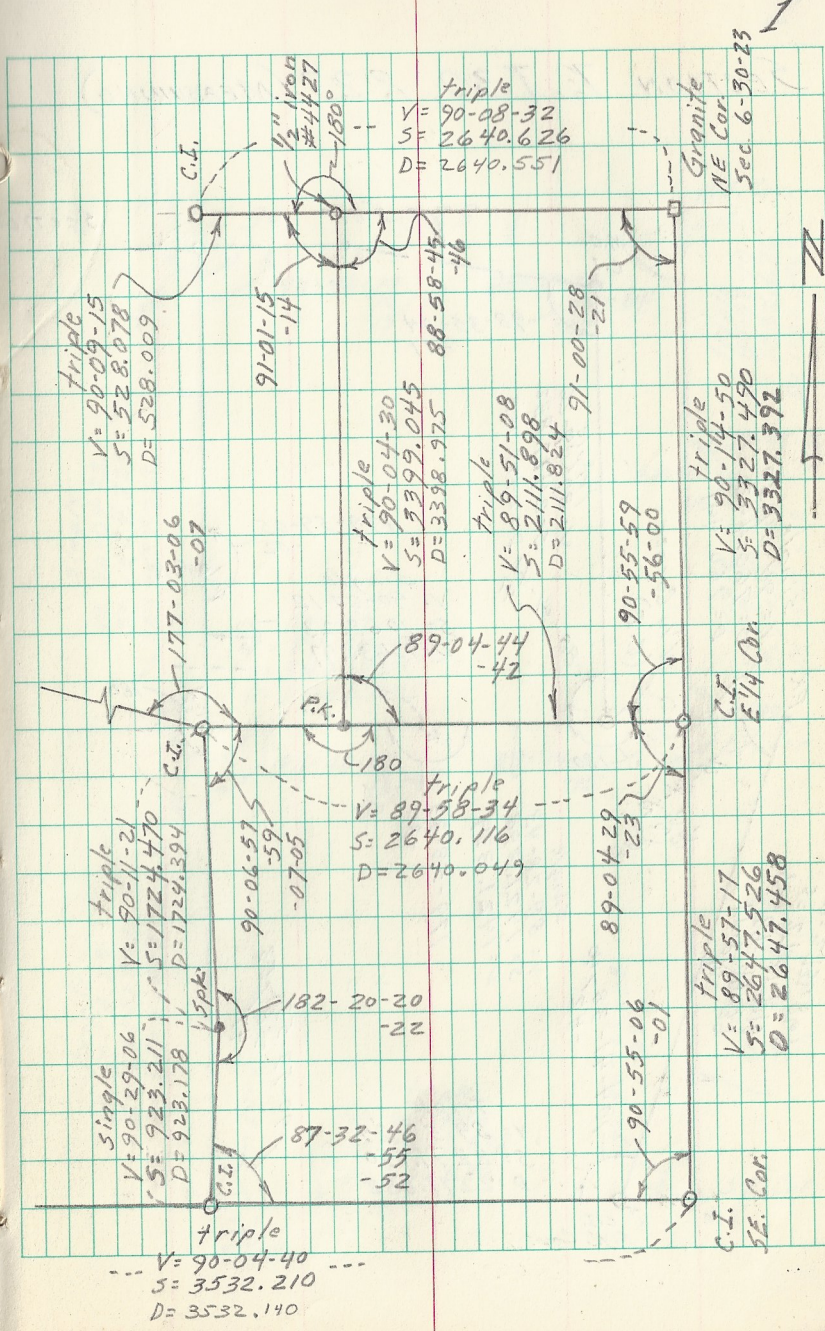 1
triple
V= 90-08-32
S= 2640.626
D= 2640.551
C.I.
1/2" iron
#4427
180°
Granite
NE Cor.
Sec. 6-30-23
triple
V= 90-09-15
S= 528.078
D= 528.009
91-01-15
-14
88-58-45
-46
91-00-28
-21
N
triple
V= 90-04-30
S= 3399.045
D= 3398.975
triple
V= 89-51-08
S= 2111.898
D= 2111.824
triple
V= 90-14-50
S= 3327.490
D= 3327.392
177-03-06
-07
90-55-59
-56-00
89-04-44
-42
P.K.
180
C.I.
C.I.
E 1/4 Cor.
triple
V= 89-58-34
S= 2640.116
D= 2640.049
triple
V= 90-11-21
S= 1724.470
D= 1724.394
90-06-57
-59
-07-05
89-04-29
-23
Spk.
182-20-20
-22
single
V= 90-29-06
S= 923.211
D= 923.178
triple
V= 89-57-17
S= 2647.526
D= 2647.458
90-55-06
-01
87-32-46
-55
-52
C.I.
C.I.
SE. Cor.
triple
V= 90-04-40
S= 3532.210
D= 3532.140